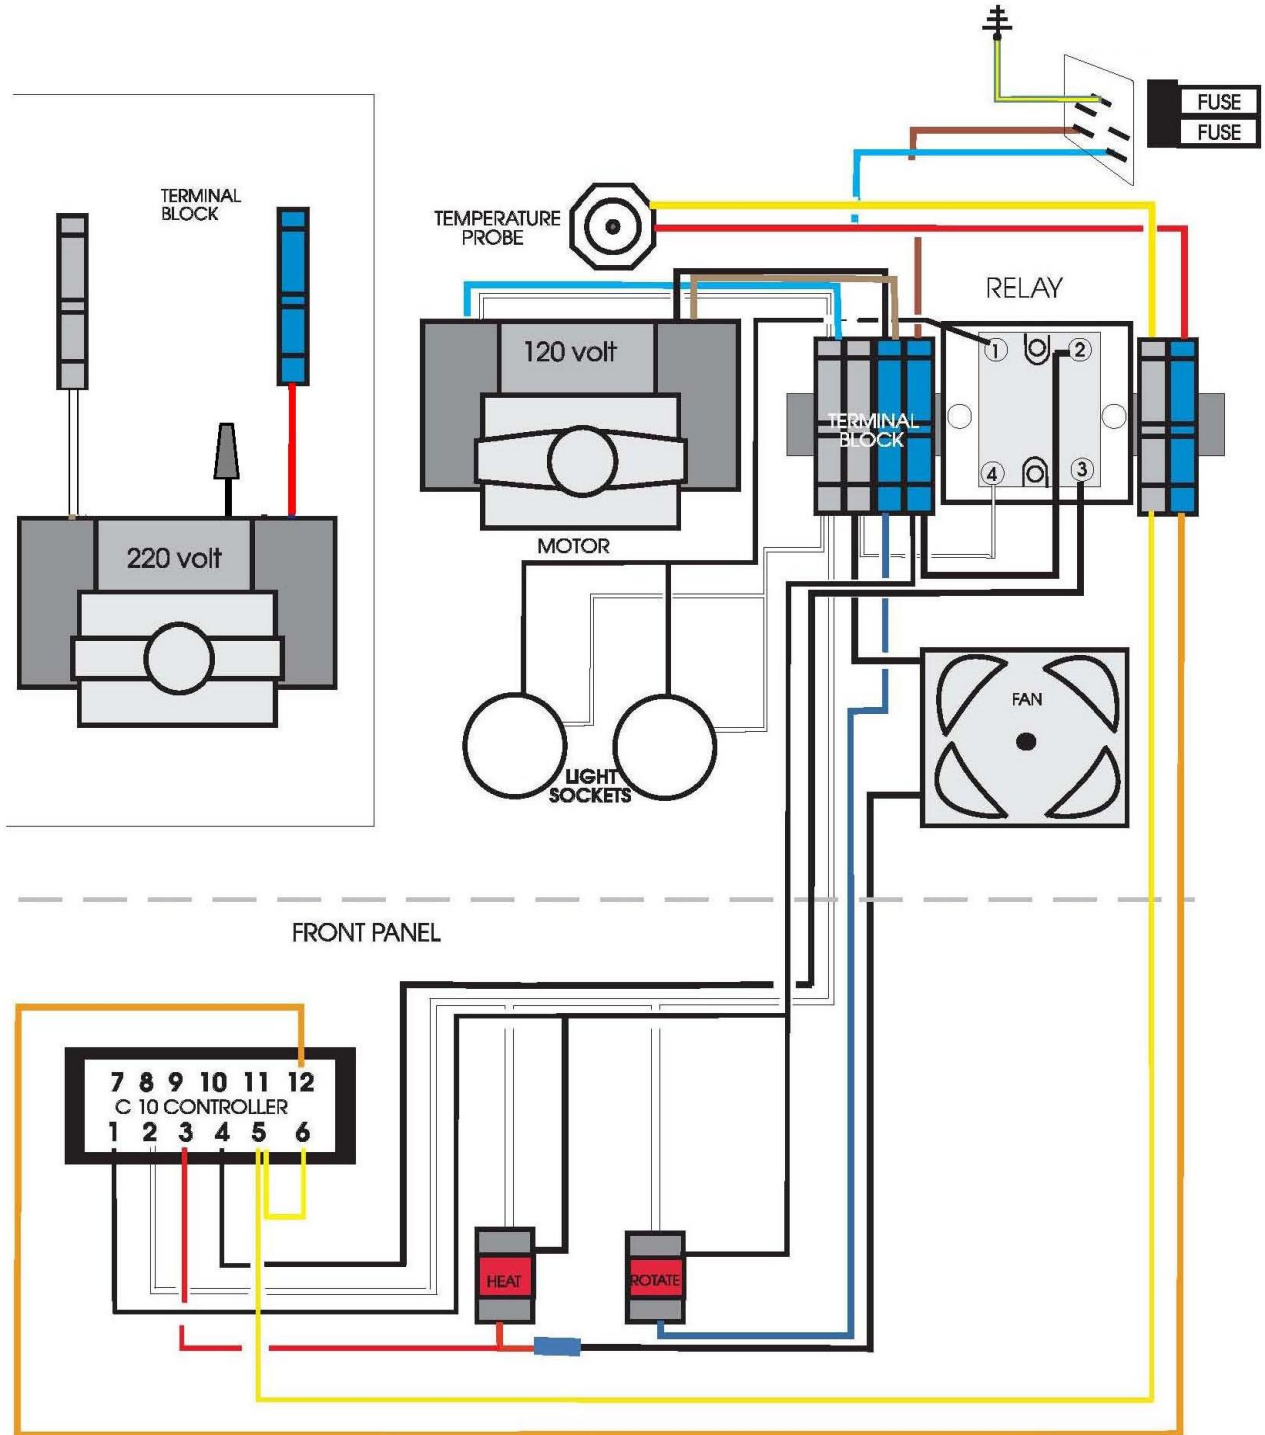 FUSE
FUSE
TERMINAL
BLOCK
TEMPERATURE
PROBE
RELAY
120 volt
1
2
TERMINAL
BLOCK
4
3
MOTOR
220 volt
FAN
LIGHT
SOCKETS
FRONT PANEL
7 8 9 10 11 12
C 10 CONTROLLER
1 2 3 4 5 6
HEAT
ROTATE